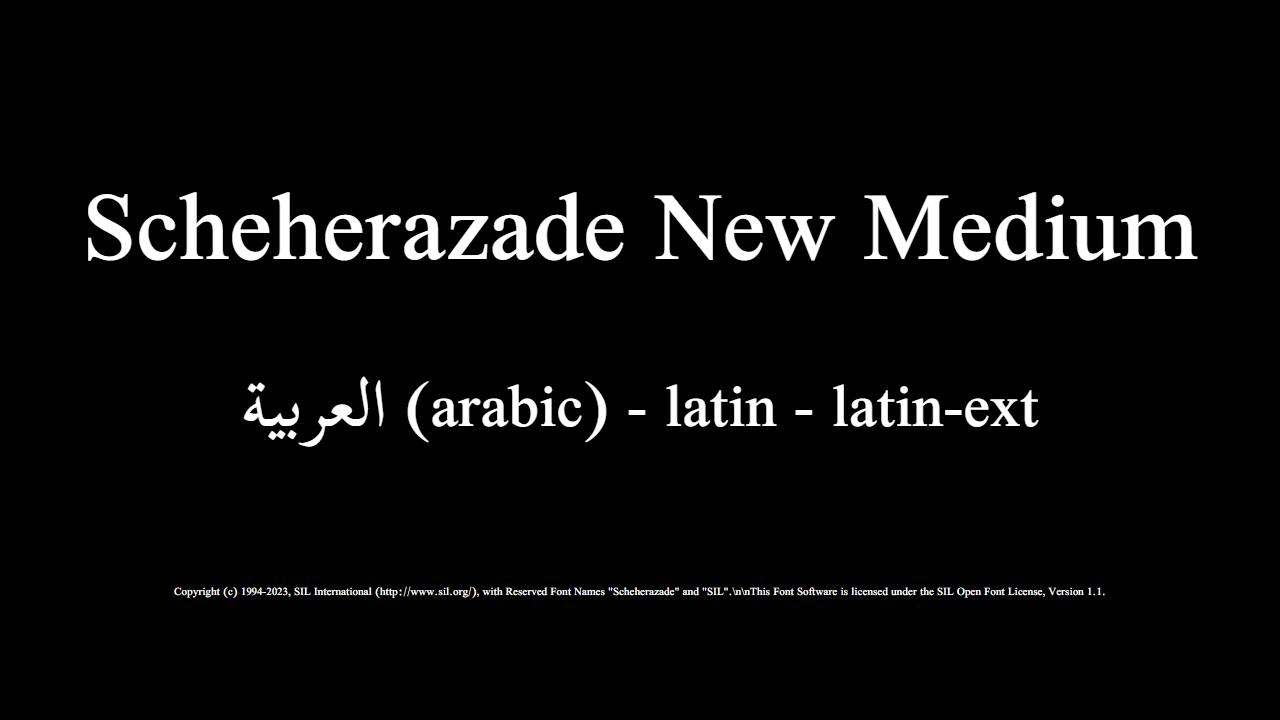 Scheherazade New Medium
العربية (arabic) - latin - latin-ext
Copyright (c) 1994-2023, SIL International (http://www.sil.org/), with Reserved Font Names "Scheherazade" and "SIL".\n\nThis Font Software is licensed under the SIL Open Font License, Version 1.1.